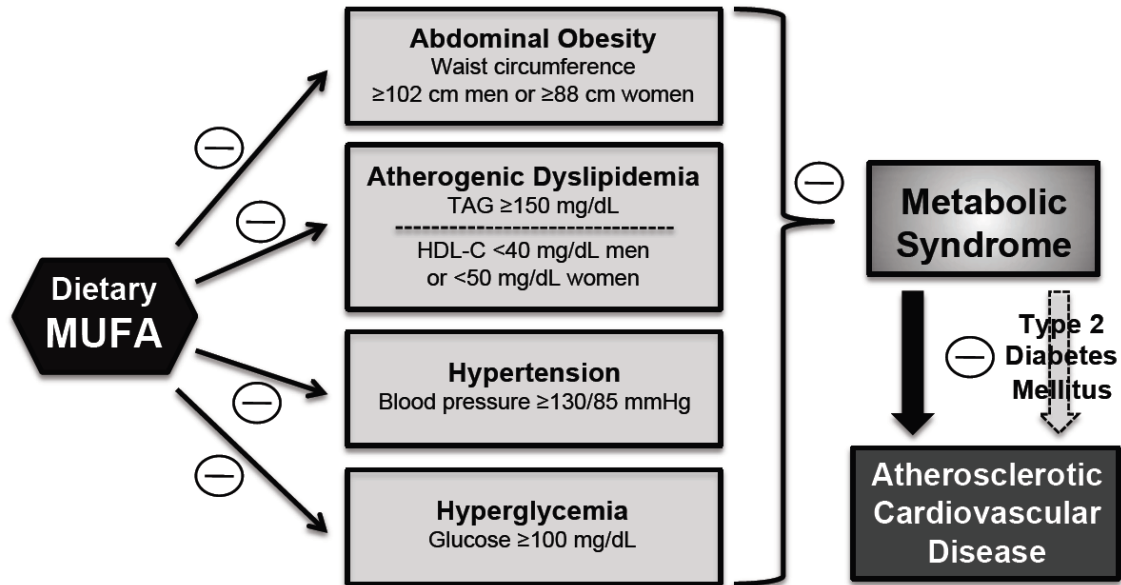 Abdominal Obesity
Waist circumference
≥102 cm men or ≥88 cm women
Atherogenic Dyslipidemia
TAG ≥150 mg/dL
HDL-C <40 mg/dL men
or <50 mg/dL women
Dietary
MUFA
Hypertension
Blood pressure ≥130/85 mmHg
Hyperglycemia
Glucose ≥100 mg/dL
Metabolic
Syndrome
Type 2
Diabetes
Mellitus
Atherosclerotic
Cardiovascular
Disease